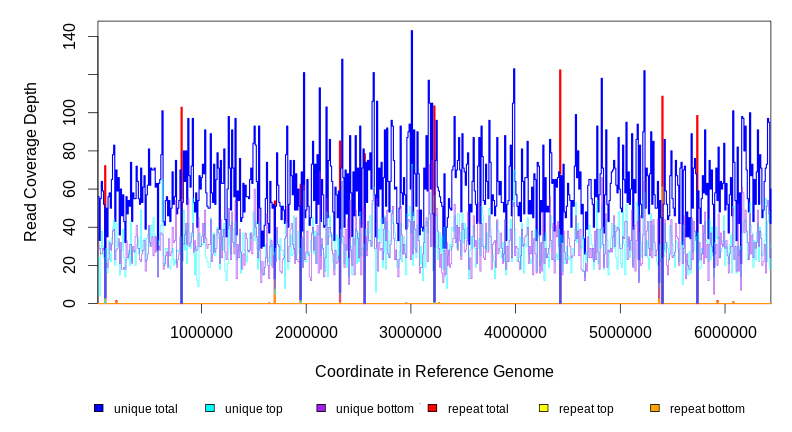 Read Coverage Depth
140
100
80
60
40
20
0
1000000 2000000 3000000 4000000 5000000 6000000
Coordinate in Reference Genome
unique total unique top unique bottom repeat total repeat top repeat bottom